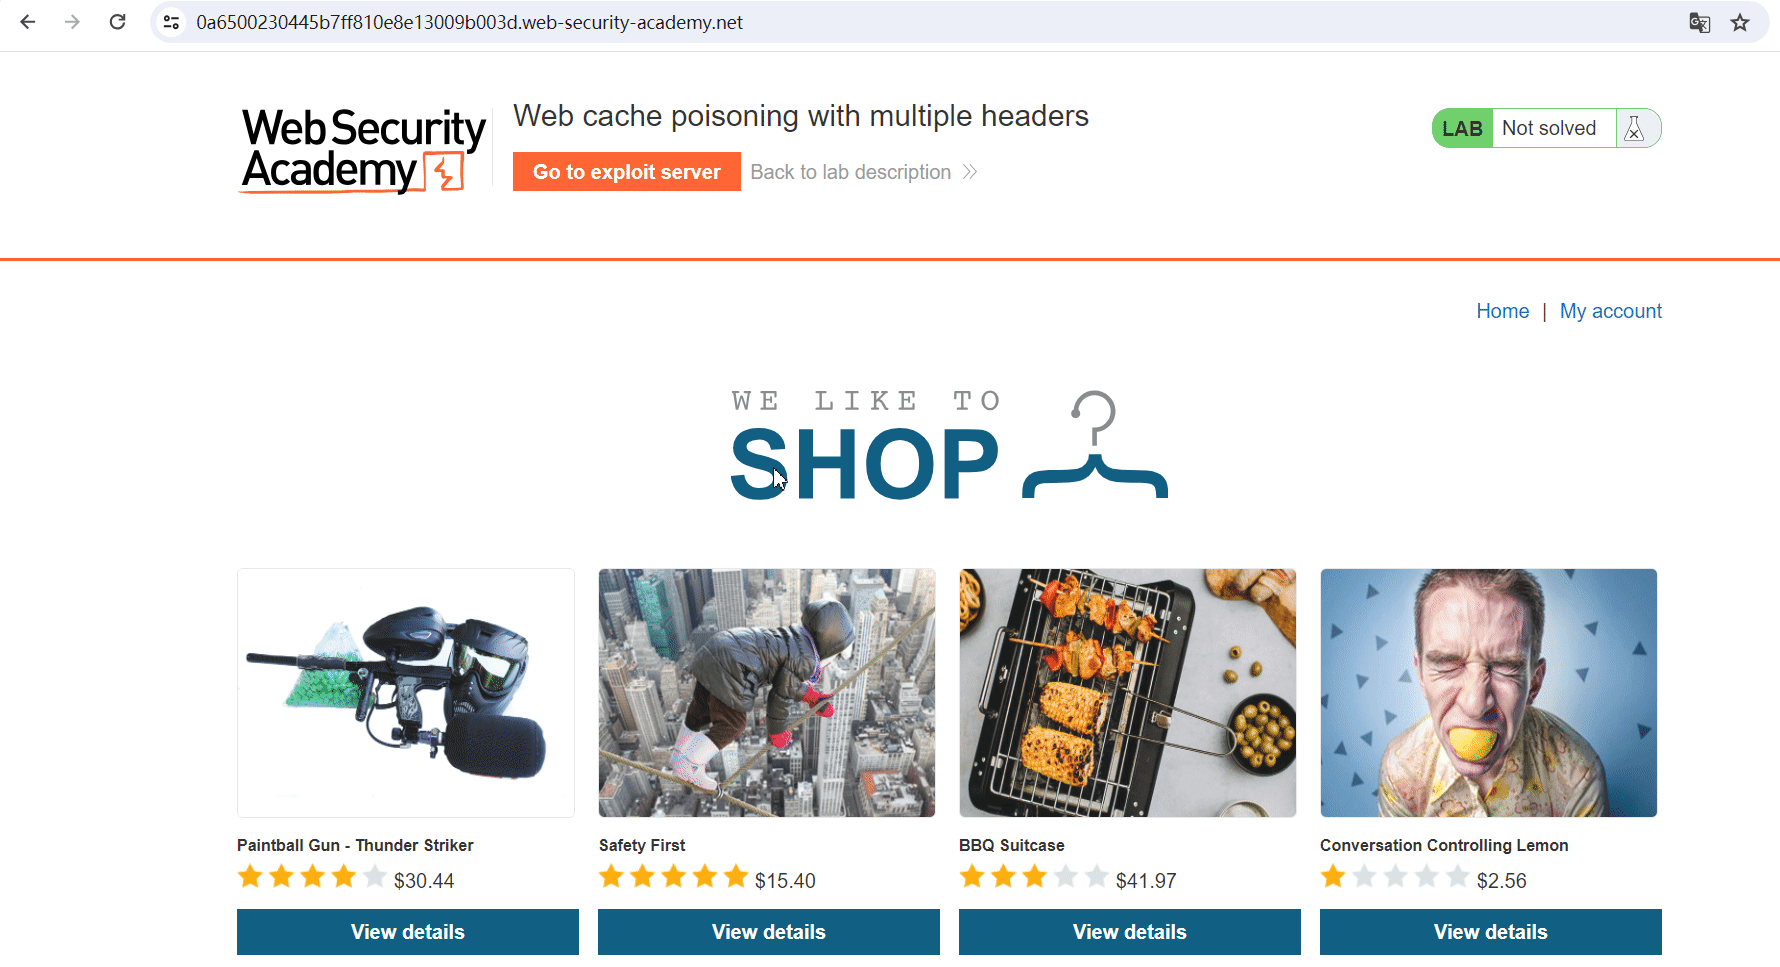 0a6500230445b7ff810e8e13009b003d.web-security-academy.net
Web Security
Academy
Web cache poisoning with multiple headers
Go to exploit server
Back to lab description
LAB
Not solved
Home | My account
WE LIKE TO
SHOP
Paintball Gun - Thunder Striker
$30.44
View details
Safety First
$15.40
View details
BBQ Suitcase
$41.97
View details
Conversation Controlling Lemon
$2.56
View details